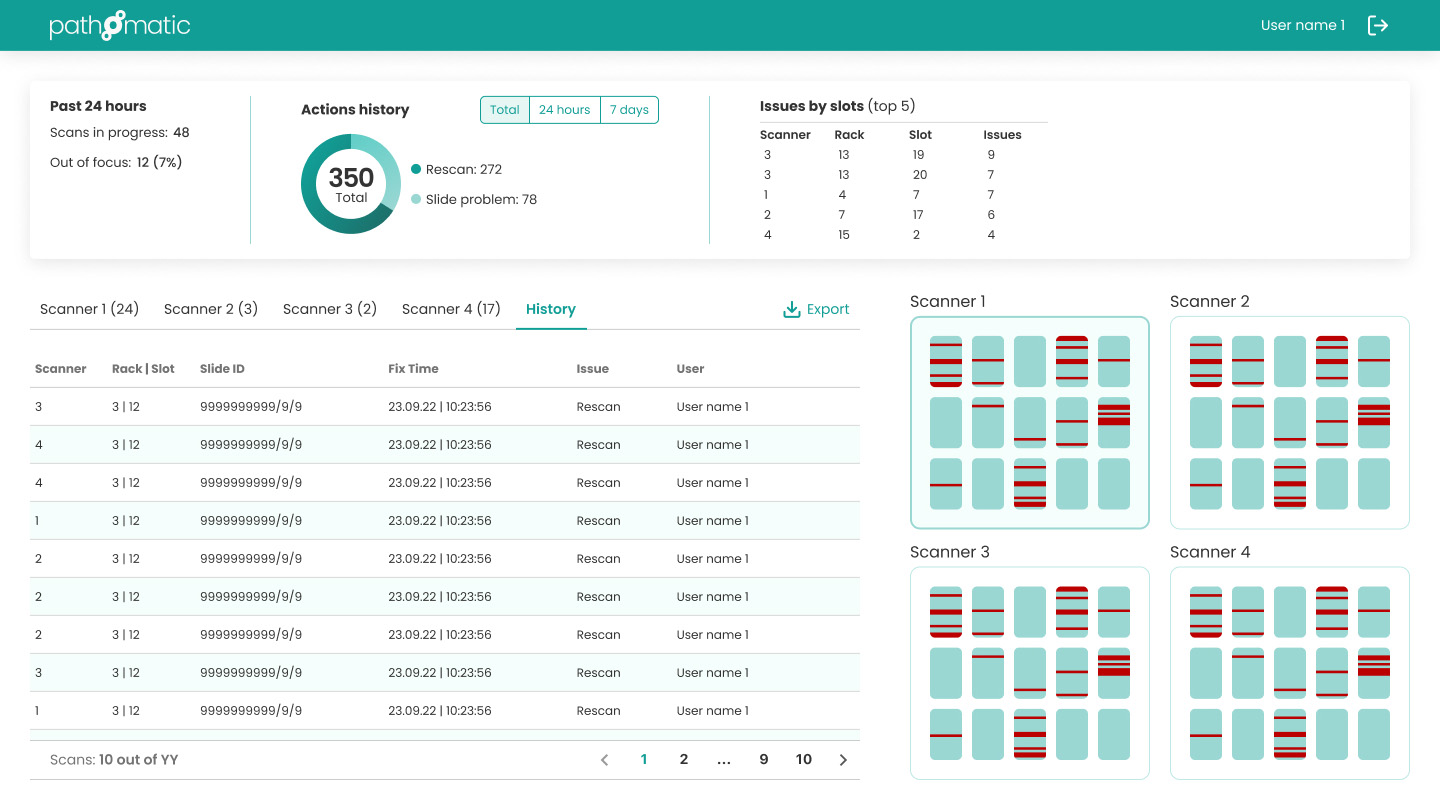 pathomatic
User name 1
Past 24 hours
Scans in progress: 48
Out of focus: 12 (7%)
Actions history
Total 24 hours 7 days
350
Total
Rescan: 272
Slide problem: 78
Issues by slots (top 5)
Scanner Rack Slot Issues
3 13 19 9
3 13 20 7
1 4 7 7
2 7 17 6
4 15 2 4
Scanner 1 (24) Scanner 2 (3) Scanner 3 (2) Scanner 4 (17) History Export
Scanner Rack | Slot Slide ID Fix Time Issue User
3 3 | 12 9999999999/9/9 23.09.22 | 10:23:56 Rescan User name 1
4 3 | 12 9999999999/9/9 23.09.22 | 10:23:56 Rescan User name 1
4 3 | 12 9999999999/9/9 23.09.22 | 10:23:56 Rescan User name 1
1 3 | 12 9999999999/9/9 23.09.22 | 10:23:56 Rescan User name 1
2 3 | 12 9999999999/9/9 23.09.22 | 10:23:56 Rescan User name 1
2 3 | 12 9999999999/9/9 23.09.22 | 10:23:56 Rescan User name 1
2 3 | 12 9999999999/9/9 23.09.22 | 10:23:56 Rescan User name 1
3 3 | 12 9999999999/9/9 23.09.22 | 10:23:56 Rescan User name 1
1 3 | 12 9999999999/9/9 23.09.22 | 10:23:56 Rescan User name 1
Scans: 10 out of YY
1 2 ... 9 10
Scanner 1
Scanner 2
Scanner 3
Scanner 4